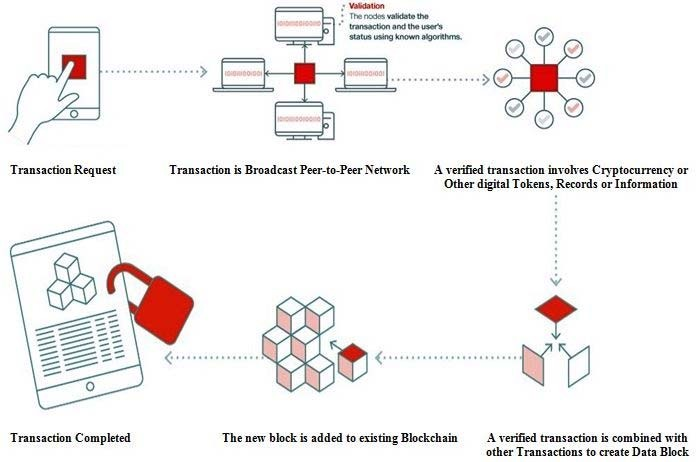 Validation
The nodes validate the
transaction and the user's
status using known algorithms.
Transaction Request
Transaction is Broadcast Peer-to-Peer Network
A verified transaction involves Cryptocurrency or
Other digital Tokens, Records or Information
Transaction Completed
The new block is added to existing Blockchain
A verified transaction is combined with
other Transactions to create Data Block